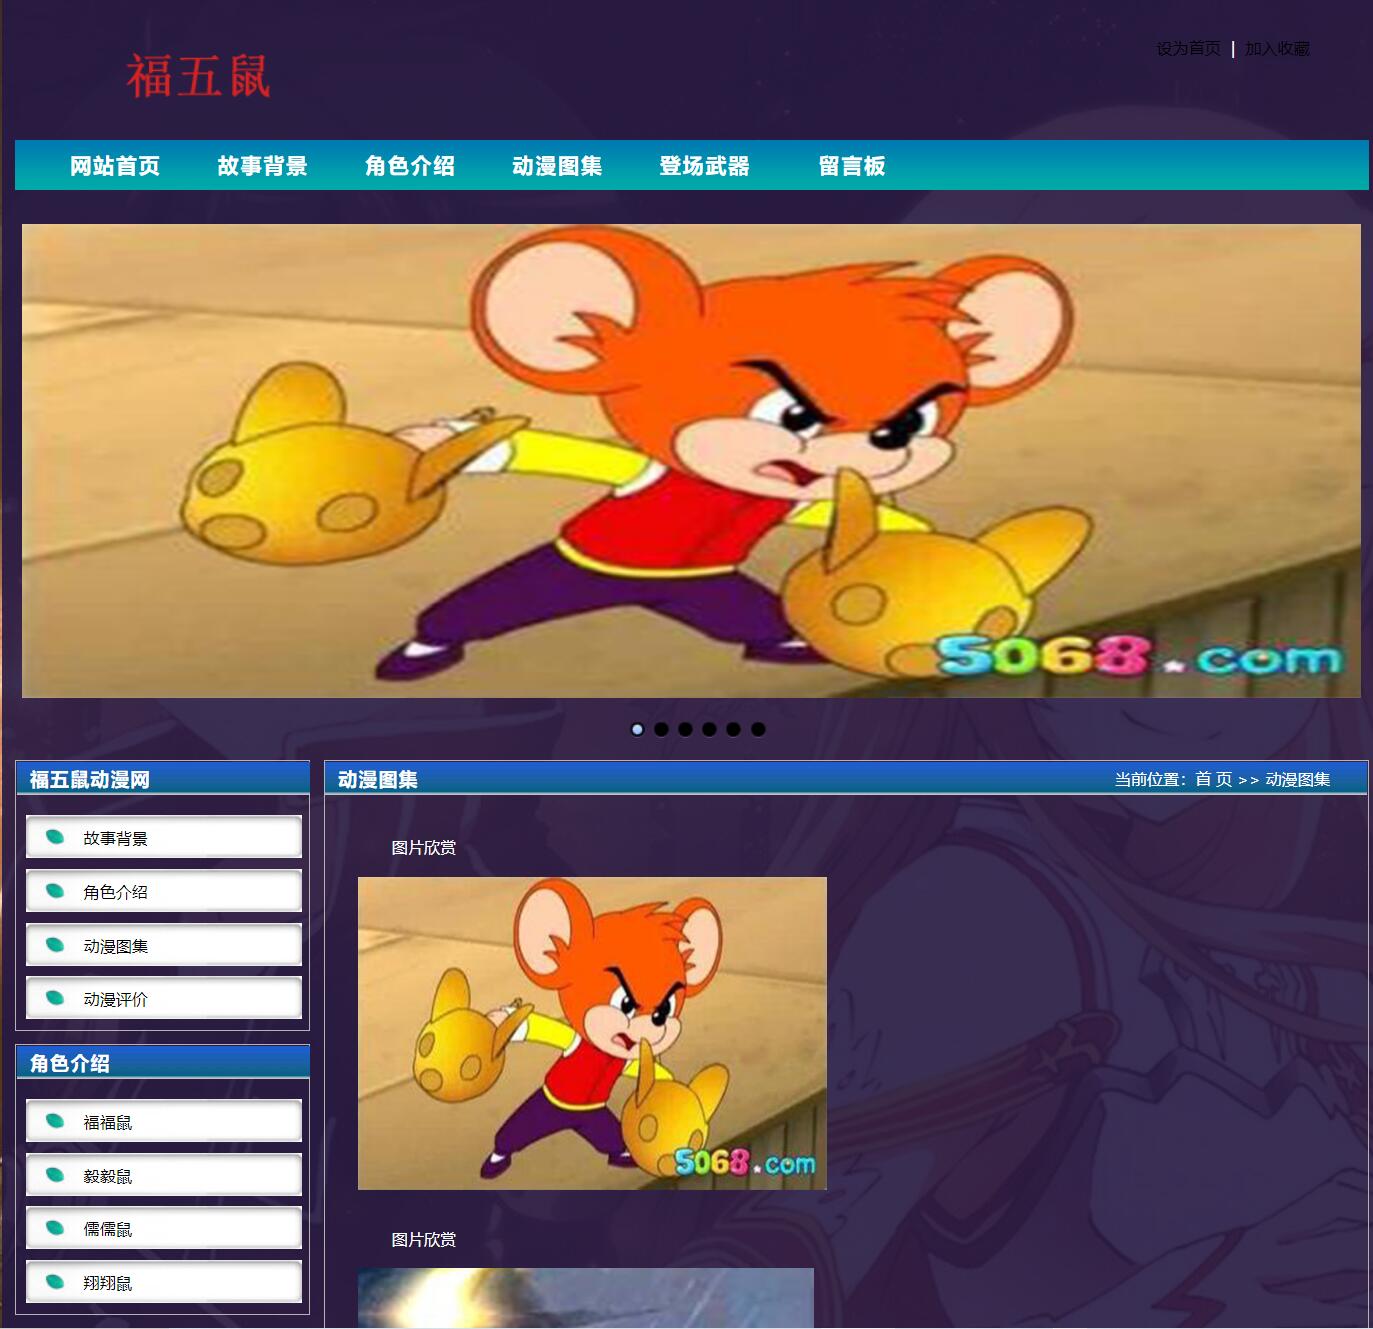 福五鼠
设为首页 | 加入收藏
网站首页 故事背景 角色介绍 动漫图集 登场武器 留言板
5068.com
福五鼠动漫网
故事背景
角色介绍
动漫图集
动漫评价
角色介绍
福福鼠
毅毅鼠
儒儒鼠
翔翔鼠
动漫图集 当前位置：首 页 >> 动漫图集
图片欣赏
5068.com
图片欣赏